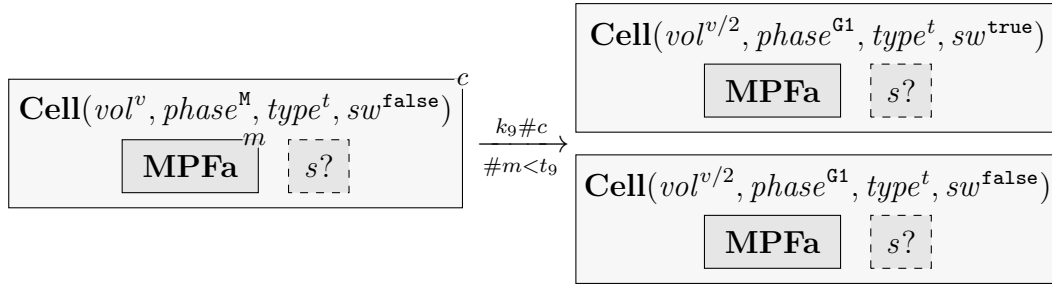 c
Cell(vol^v, phase^M, type^t, sw^false)
m
MPFa s?
k₉#c
#m<t₉
Cell(vol^{v/2}, phase^G1, type^t, sw^true)
MPFa s?
Cell(vol^{v/2}, phase^G1, type^t, sw^false)
MPFa s?